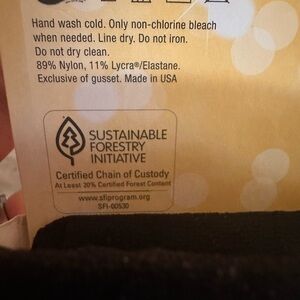 Hand wash cold. Only non-chlorine bleach
when needed. Line dry. Do not iron.
Do not dry clean.
89% Nylon, 11% Lycra®/Elastane.
Exclusive of gusset. Made in USA
SUSTAINABLE
FORESTRY
INITIATIVE
Certified Chain of Custody
At Least 20% Certified Forest Content
www.sfiprogram.org
SFI-00530